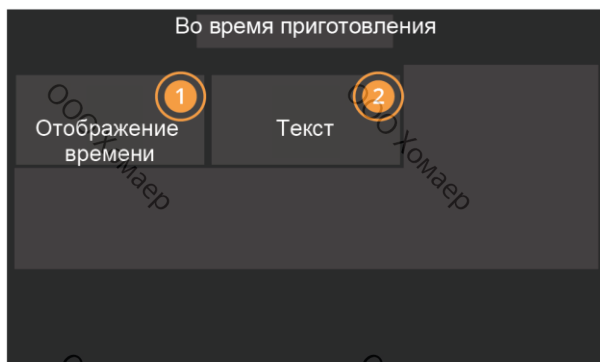 Во время приготовления
1
2
Отображение
времени
Текст
ООО Хомаер
ООО Хомаер